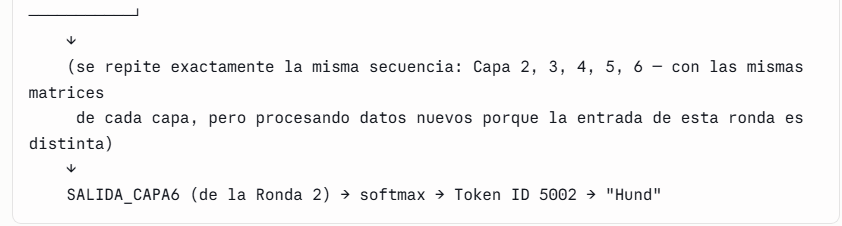 ↓
(se repite exactamente la misma secuencia: Capa 2, 3, 4, 5, 6 — con las mismas
matrices
de cada capa, pero procesando datos nuevos porque la entrada de esta ronda es
distinta)
↓
SALIDA_CAPA6 (de la Ronda 2) → softmax → Token ID 5002 → "Hund"